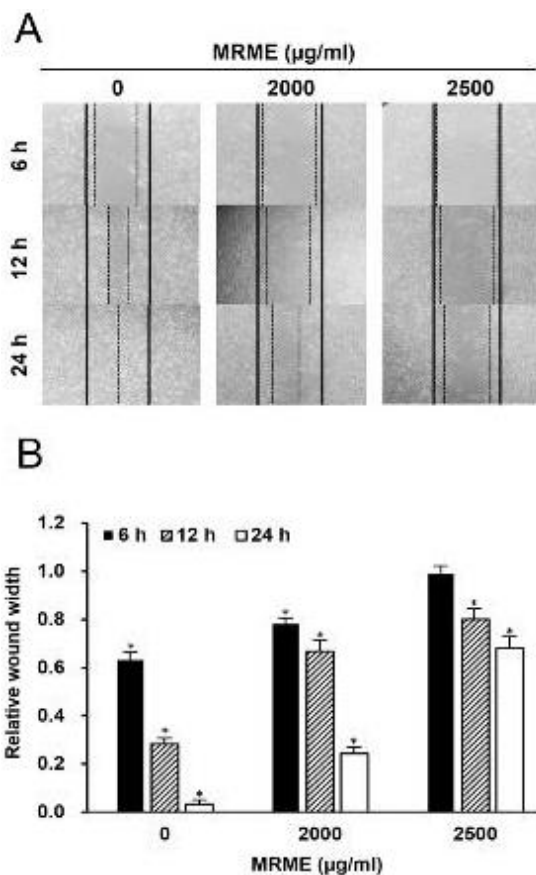 A
MRME (µg/ml)
0 2000 2500
6 h
12 h
24 h
B
6 h 12 h 24 h
Relative wound width
1.2
1.0
0.8
0.6
0.4
0.2
0.0
* * * * * * * *
0 2000 2500
MRME (µg/ml)